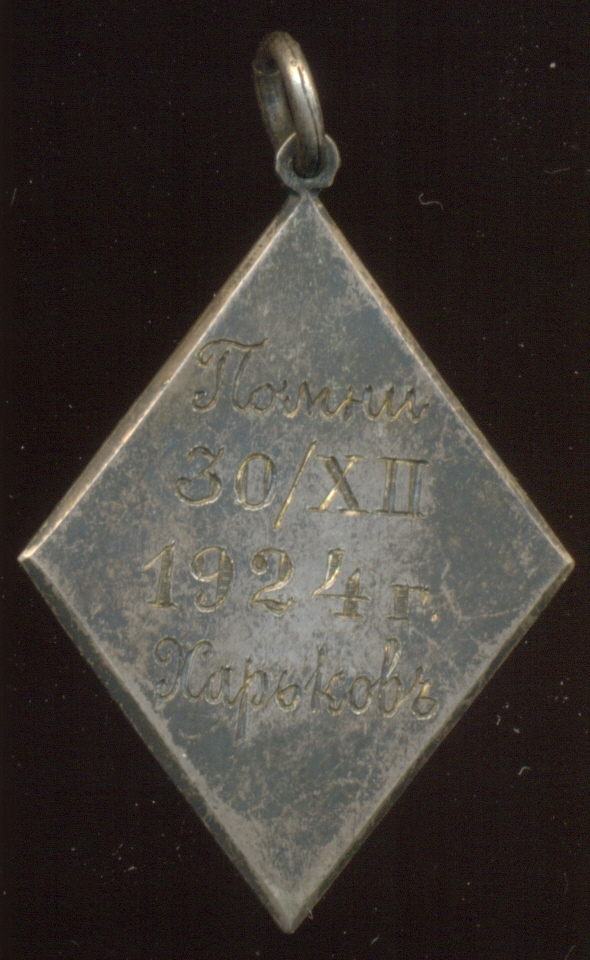 Помни
30/XII
1924 г.
Харьковъ